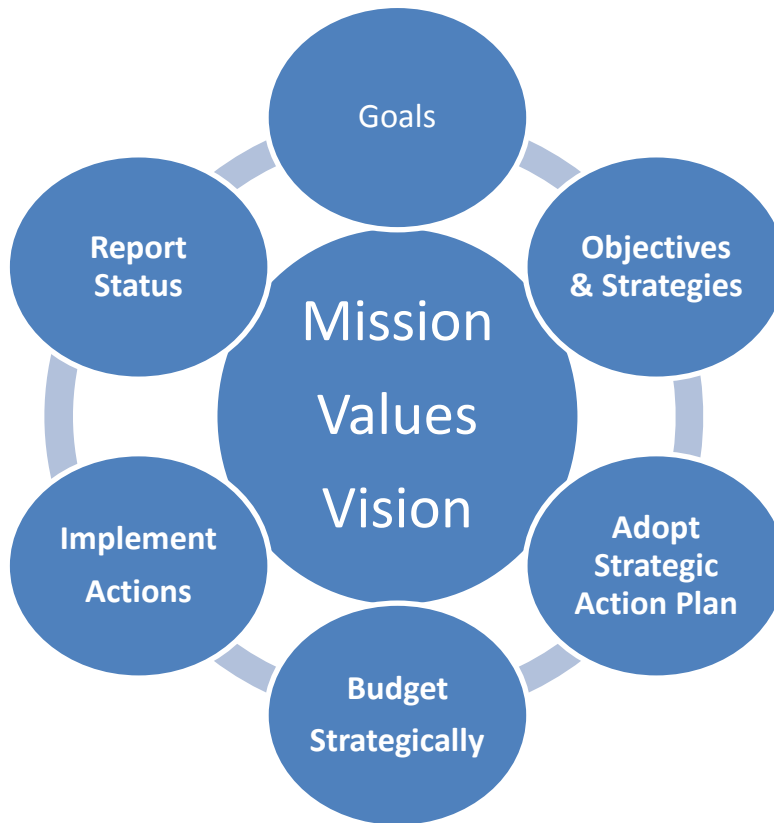 Goals
Objectives
& Strategies
Adopt
Strategic
Action Plan
Budget
Strategically
Implement
Actions
Report
Status
Mission
Values
Vision